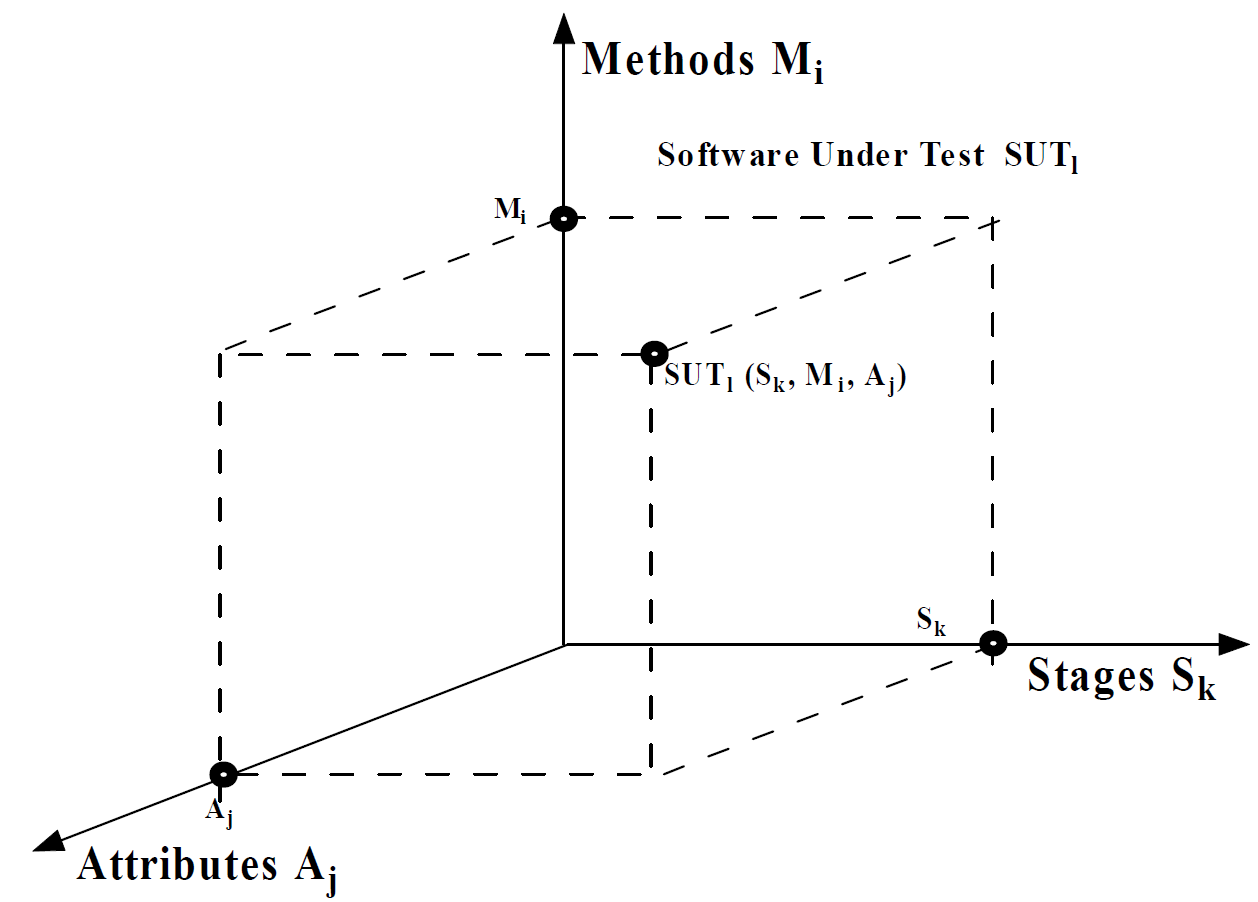 Methods Mi
Software Under Test SUTl
Mi
SUTl (Sk, Mi, Aj)
Sk
Stages Sk
Aj
Attributes Aj